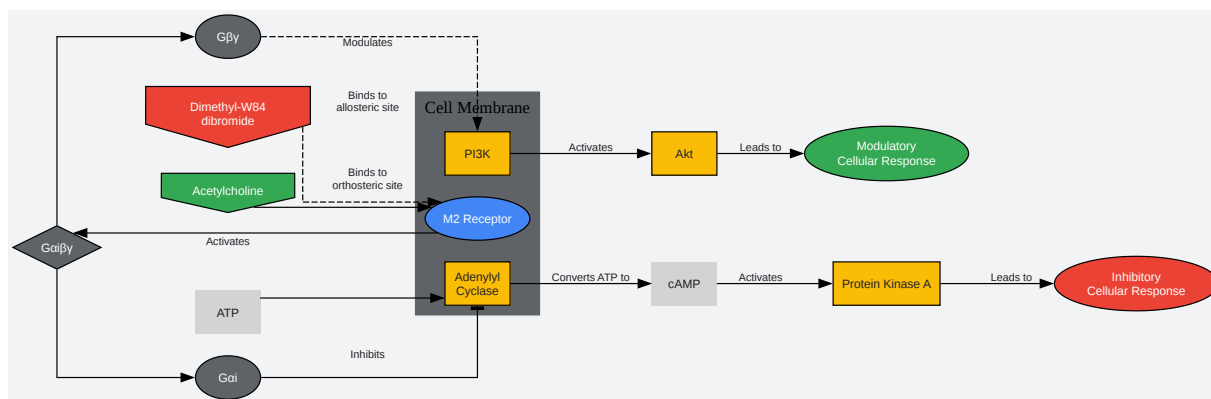 Gβγ
Modulates
Dimethyl-W84
dibromide
Binds to
allosteric site
Cell Membrane
PI3K
Activates
Akt
Leads to
Modulatory
Cellular Response
Binds to
orthosteric site
Acetylcholine
M2 Receptor
Activates
Gαiβγ
Adenylyl
Cyclase
Converts ATP to
cAMP
Activates
Protein Kinase A
Leads to
Inhibitory
Cellular Response
ATP
Inhibits
Gαi